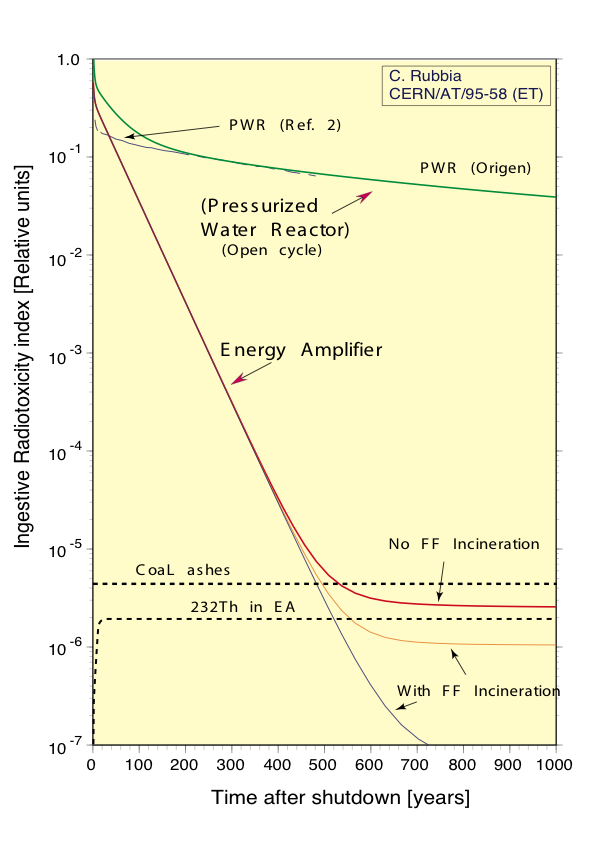 C. Rubbia
CERN/AT/95-58 (ET)
PWR (Ref. 2)
PWR (Origen)
(Pressurized
Water Reactor)
(Open cycle)
Energy Amplifier
No FF Incineration
CoaL ashes
232Th in EA
With FF Incineration
Ingestive Radiotoxicity index [Relative units]
1.0
10 -1
10 -2
10 -3
10 -4
10 -5
10 -6
10 -7
0 100 200 300 400 500 600 700 800 900 1000
Time after shutdown [years]